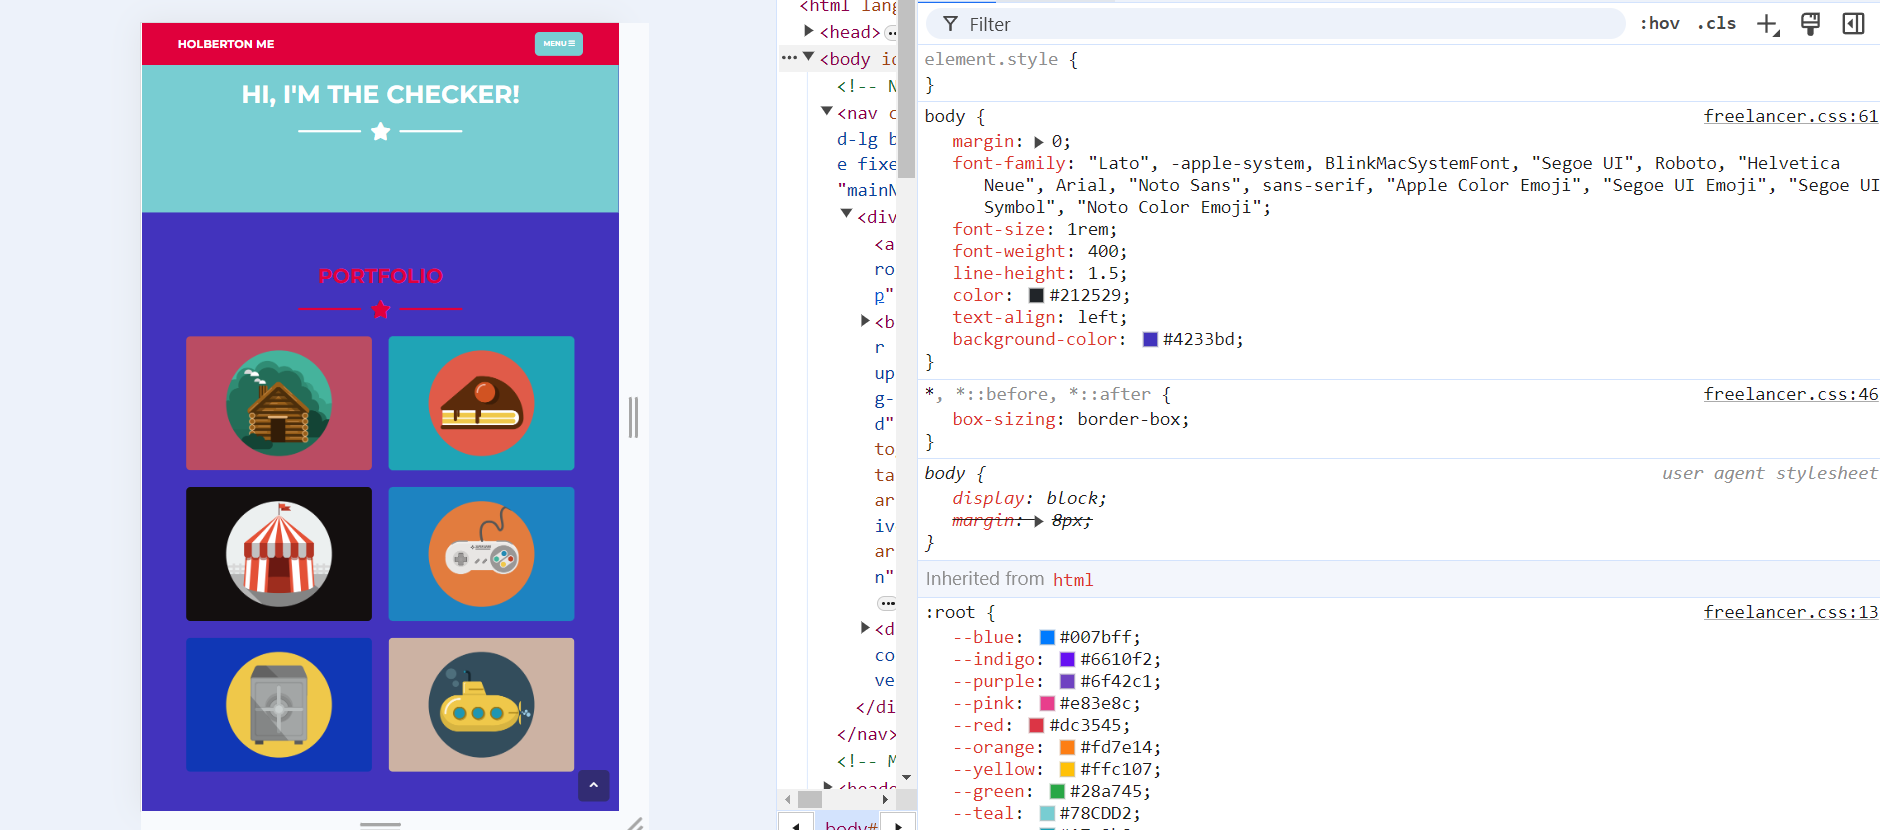 HOLBERTON ME
MENU
HI, I'M THE CHECKER!
PORTFOLIO
<html lang
<head>
<body id
<!-- N
<nav c
d-lg b
e fixe
"mainN
<div
<a
ro
p"
<b
r
up
g-
d"
to
ta
ar
iv
ar
n"
<d
co
ve
</di
</nav>
<!-- M
<heade
body#
Filter
:hov .cls
element.style {
}
body { freelancer.css:61
margin: 0;
font-family: "Lato", -apple-system, BlinkMacSystemFont, "Segoe UI", Roboto, "Helvetica
Neue", Arial, "Noto Sans", sans-serif, "Apple Color Emoji", "Segoe UI Emoji", "Segoe UI
Symbol", "Noto Color Emoji";
font-size: 1rem;
font-weight: 400;
line-height: 1.5;
color: #212529;
text-align: left;
background-color: #4233bd;
}
*, *::before, *::after { freelancer.css:46
box-sizing: border-box;
}
body { user agent stylesheet
display: block;
margin: 8px;
}
Inherited from html
:root { freelancer.css:13
--blue: #007bff;
--indigo: #6610f2;
--purple: #6f42c1;
--pink: #e83e8c;
--red: #dc3545;
--orange: #fd7e14;
--yellow: #ffc107;
--green: #28a745;
--teal: #78CDD2;